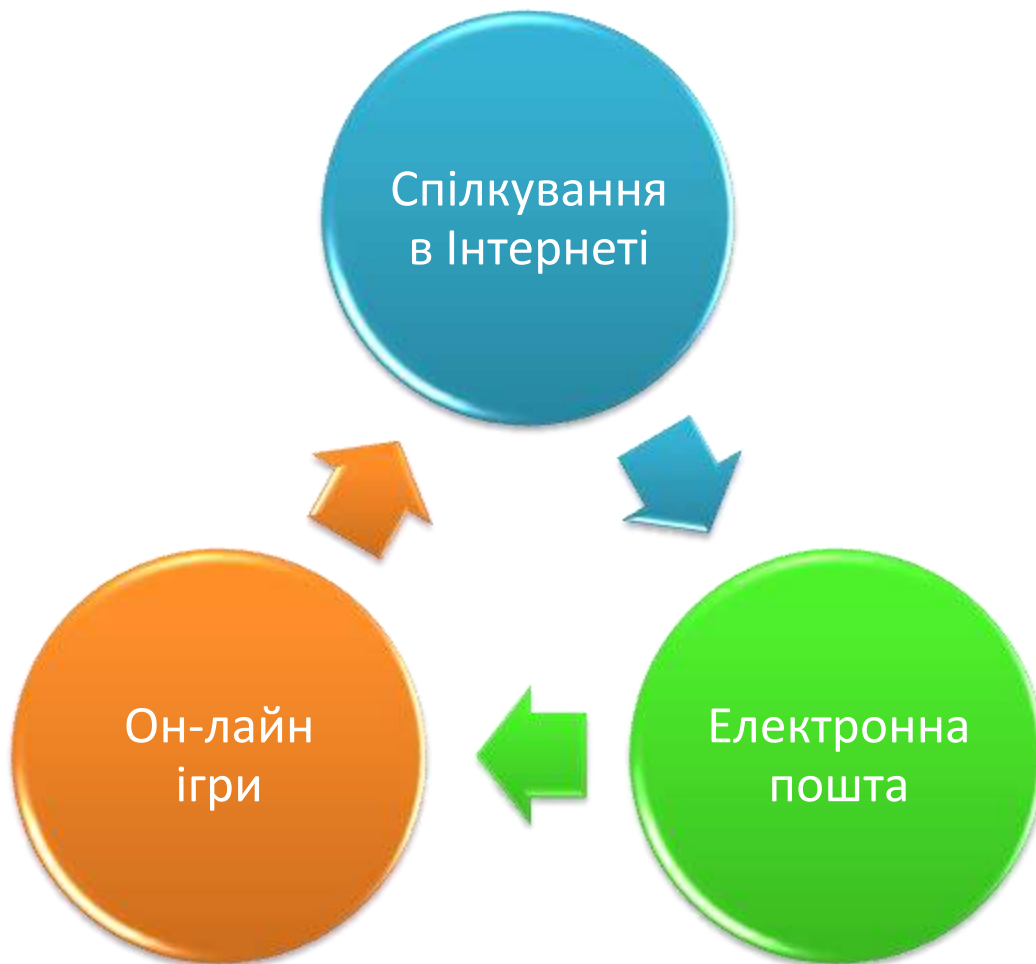 Спілкування
в Інтернеті
Електронна
пошта
Он-лайн
ігри